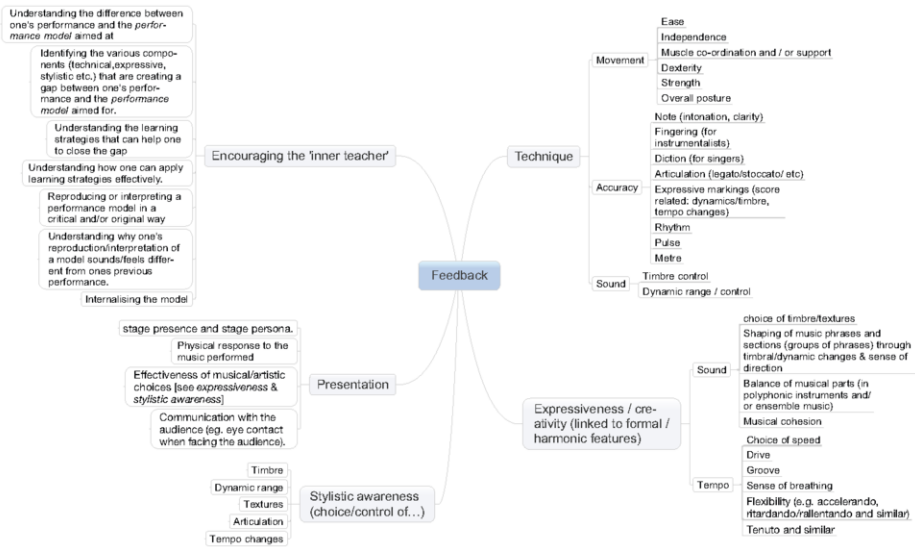 Understanding the difference between
one's performance and the perfor-
mance model aimed at
Identifying the various compo-
nents (technical,expressive,
stylistic etc.) that are creating a
gap between one's perfor-
mance and the performance
model aimed for.
Understanding the learning
strategies that can help one
to close the gap
Understanding how one can apply
learning strategies effectively.
Reproducing or interpreting a
performance model in a
critical and/or original way
Understanding why one's
reproduction/interpretation of
a model sounds/feels differ-
ent from ones previous
performance.
Internalising the model
Encouraging the 'inner teacher'
stage presence and stage persona.
Physical response to the
music performed
Effectiveness of musical/artistic
choices [see expressiveness &
stylistic awareness]
Communication with the
audience (eg. eye contact
when facing the audience).
Presentation
Timbre
Dynamic range
Textures
Articulation
Tempo changes
Stylistic awareness
(choice/control of...)
Feedback
Technique
Movement
Ease
Independence
Muscle co-ordination and / or support
Dexterity
Strength
Overall posture
Accuracy
Note (intonation, clarity)
Fingering (for
instrumentalists)
Diction (for singers)
Articulation (legato/stoccato/ etc)
Expressive markings (score
related: dynamics/timbre,
tempo changes)
Rhythm
Pulse
Metre
Sound
Timbre control
Dynamic range / control
Expressiveness / cre-
ativity (linked to formal /
harmonic features)
Sound
choice of timbre/textures
Shaping of music phrases and
sections (groups of phrases) through
timbral/dynamic changes & sense of
direction
Balance of musical parts (in
polyphonic instruments and/
or ensemble music)
Musical cohesion
Tempo
Choice of speed
Drive
Groove
Sense of breathing
Flexibility (e.g. accelerando,
ritardando/rallentando and similar)
Tenuto and similar